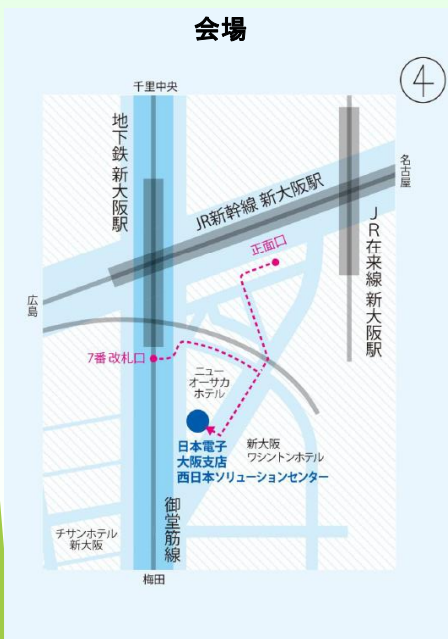 会場
④
千里中央
地下鉄 新大阪駅
JR新幹線 新大阪駅
名古屋
JR在来線 新大阪駅
正面口
広島
7番改札口
ニュー
オーサカ
ホテル
日本電子
大阪支店
西日本ソリューションセンター
新大阪
ワシントンホテル
御堂筋線
チサンホテル
新大阪
梅田